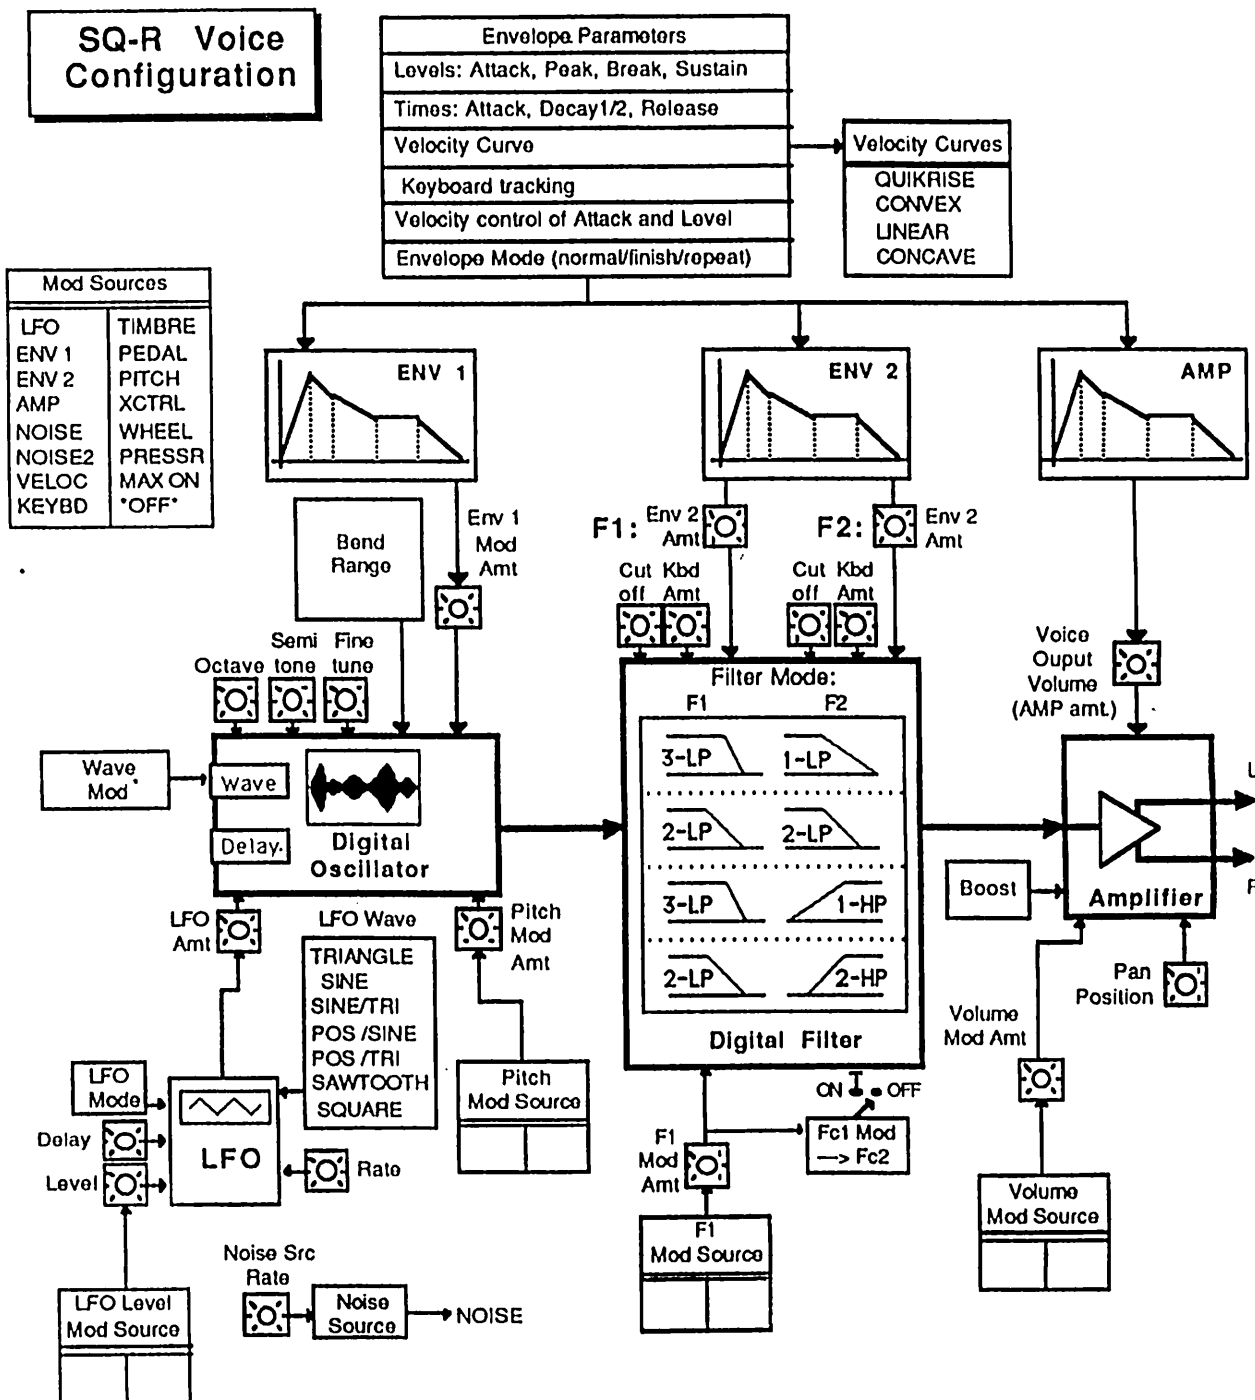 SQ-R Voice
Configuration
Envelope Parameters
Levels: Attack, Peak, Break, Sustain
Times: Attack, Decay1/2, Release
Velocity Curve
Keyboard tracking
Velocity control of Attack and Level
Envelope Mode (normal/finish/repeat)
Velocity Curves
QUIKRISE
CONVEX
LINEAR
CONCAVE
Mod Sources
LFO TIMBRE
ENV 1 PEDAL
ENV 2 PITCH
AMP XCTRL
NOISE WHEEL
NOISE2 PRESSR
VELOC MAX ON
KEYBD *OFF*
ENV 1
ENV 2
AMP
Bend
Range
Env 1
Mod
Amt
F1:
Env 2
Amt
F2:
Env 2
Amt
Cut
off
Kbd
Amt
Cut
off
Kbd
Amt
Octave
Semi
tone
Fine
tune
Voice
Ouput
Volume
(AMP amt.)
Wave
Mod
Wave
Delay
Digital
Oscillator
Filter Mode:
F1 F2
3-LP 1-LP
2-LP 2-LP
3-LP 1-HP
2-LP 2-HP
Digital Filter
L
R
Boost
Amplifier
LFO
Amt
LFO Wave
TRIANGLE
SINE
SINE/TRI
POS /SINE
POS /TRI
SAWTOOTH
SQUARE
Pitch
Mod
Amt
Pan
Position
Volume
Mod Amt
LFO
Mode
Delay
Level
LFO
Rate
Pitch
Mod Source
ON OFF
Fc1 Mod
—> Fc2
F1
Mod
Amt
F1
Mod Source
Volume
Mod Source
Noise Src
Rate
Noise
Source
NOISE
LFO Level
Mod Source